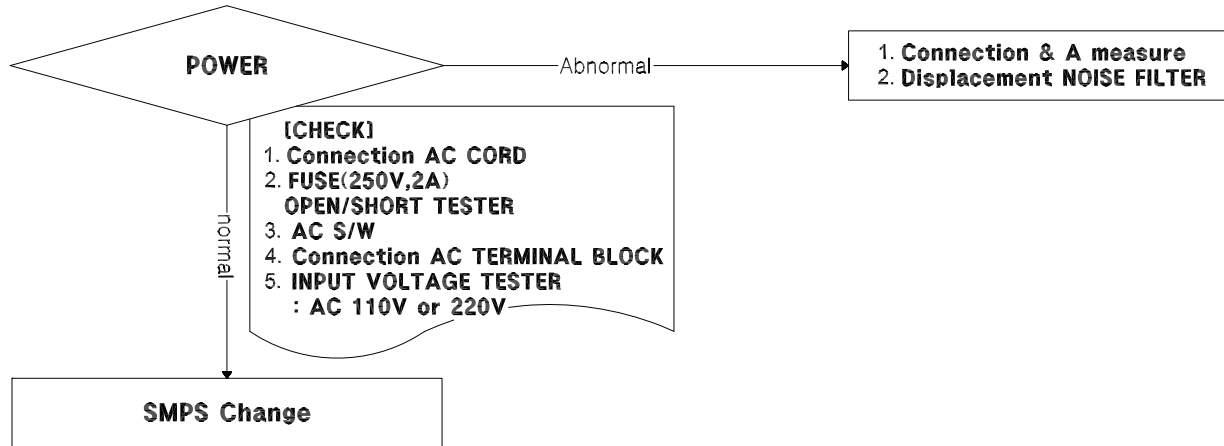 POWER
Abnormal
1. Connection & A measure
2. Displacement NOISE FILTER
[CHECK]
1. Connection AC CORD
2. FUSE(250V,2A)
OPEN/SHORT TESTER
3. AC S/W
4. Connection AC TERMINAL BLOCK
5. INPUT VOLTAGE TESTER
: AC 110V or 220V
normal
SMPS Change